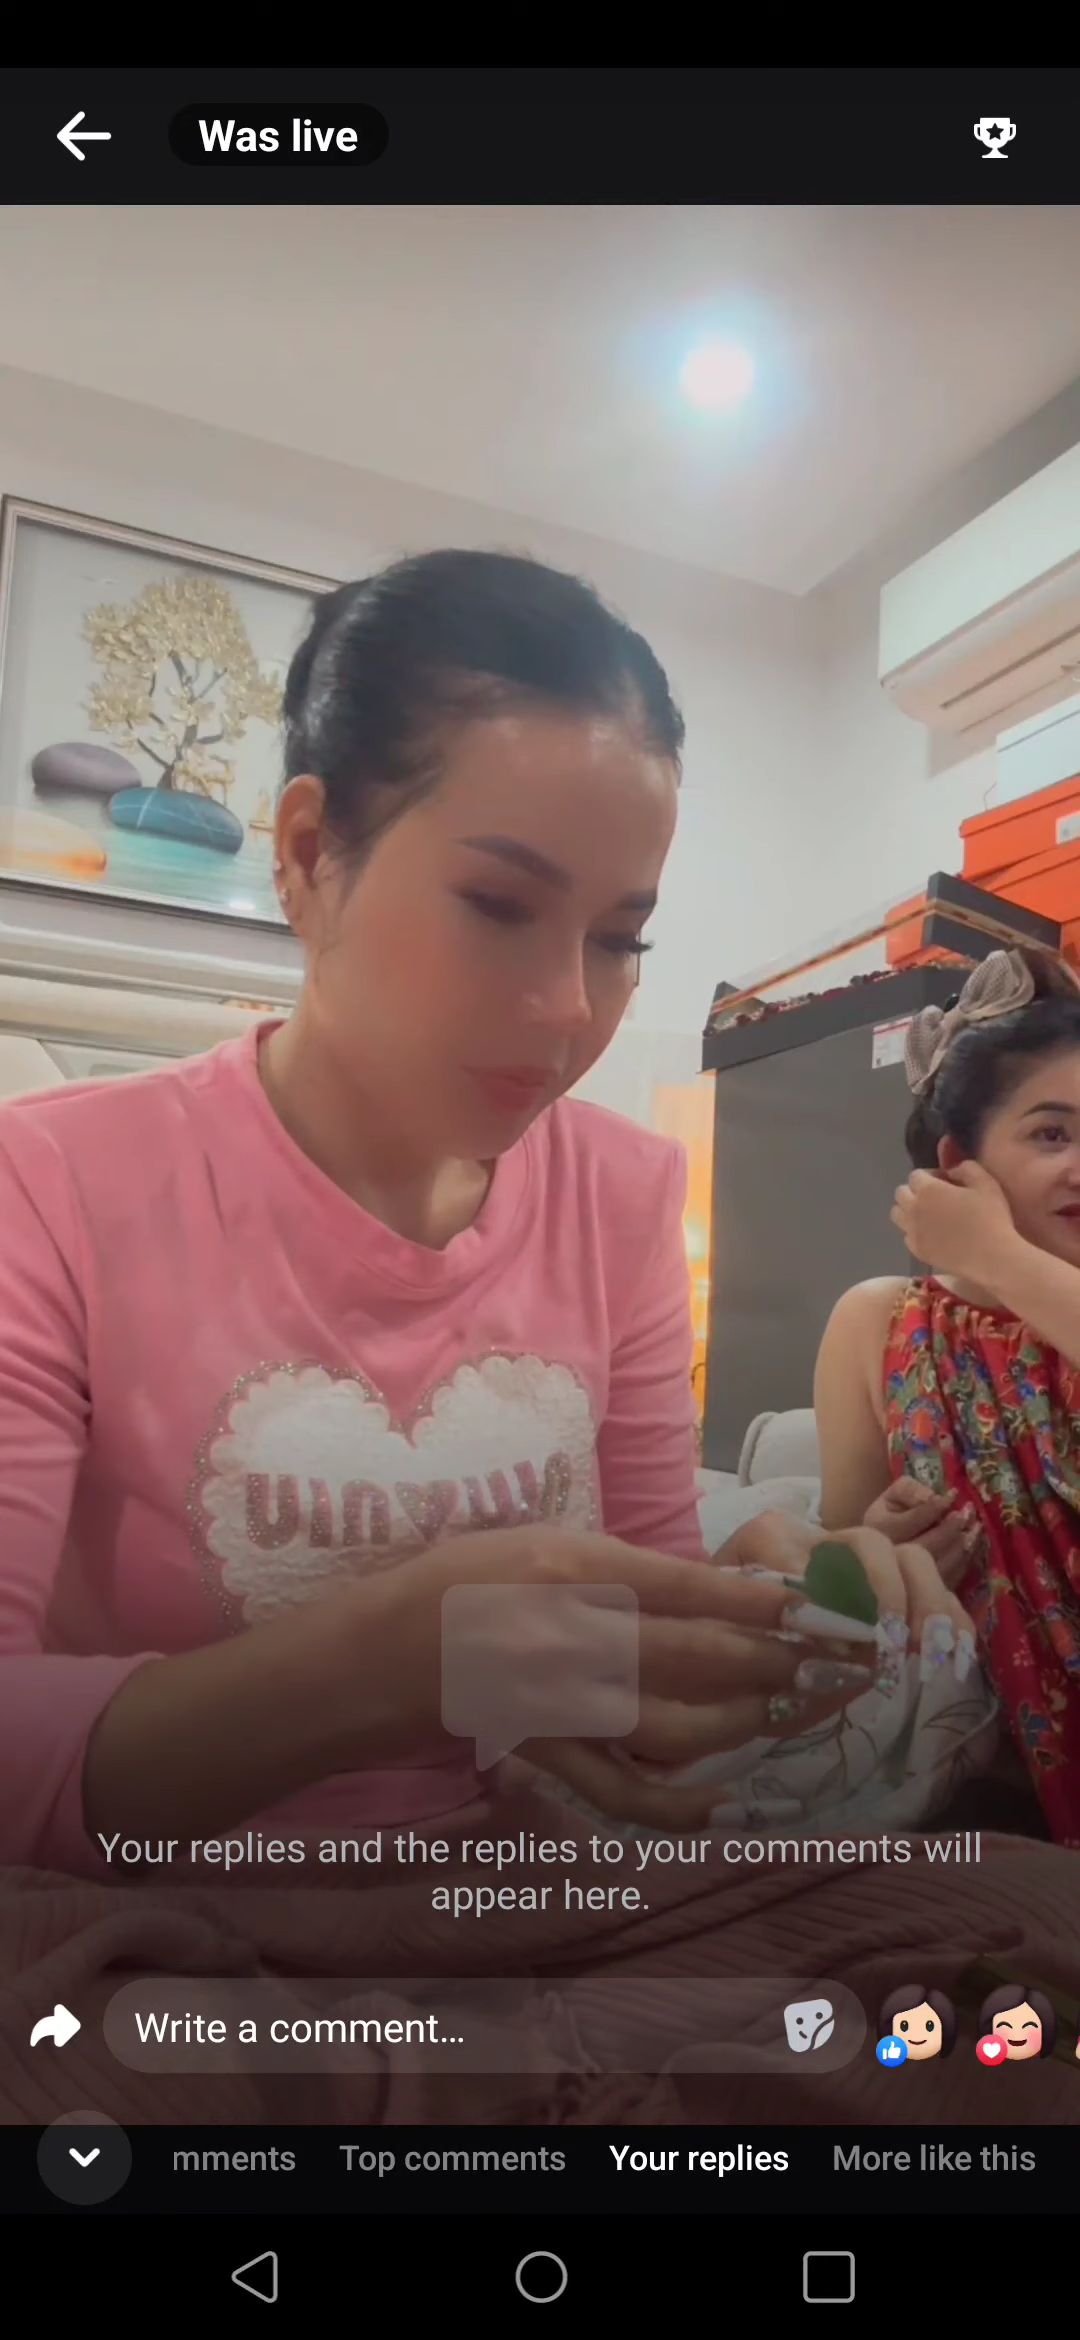 Was live
Your replies and the replies to your comments will
appear here.
Write a comment...
mments
Top comments
Your replies
More like this